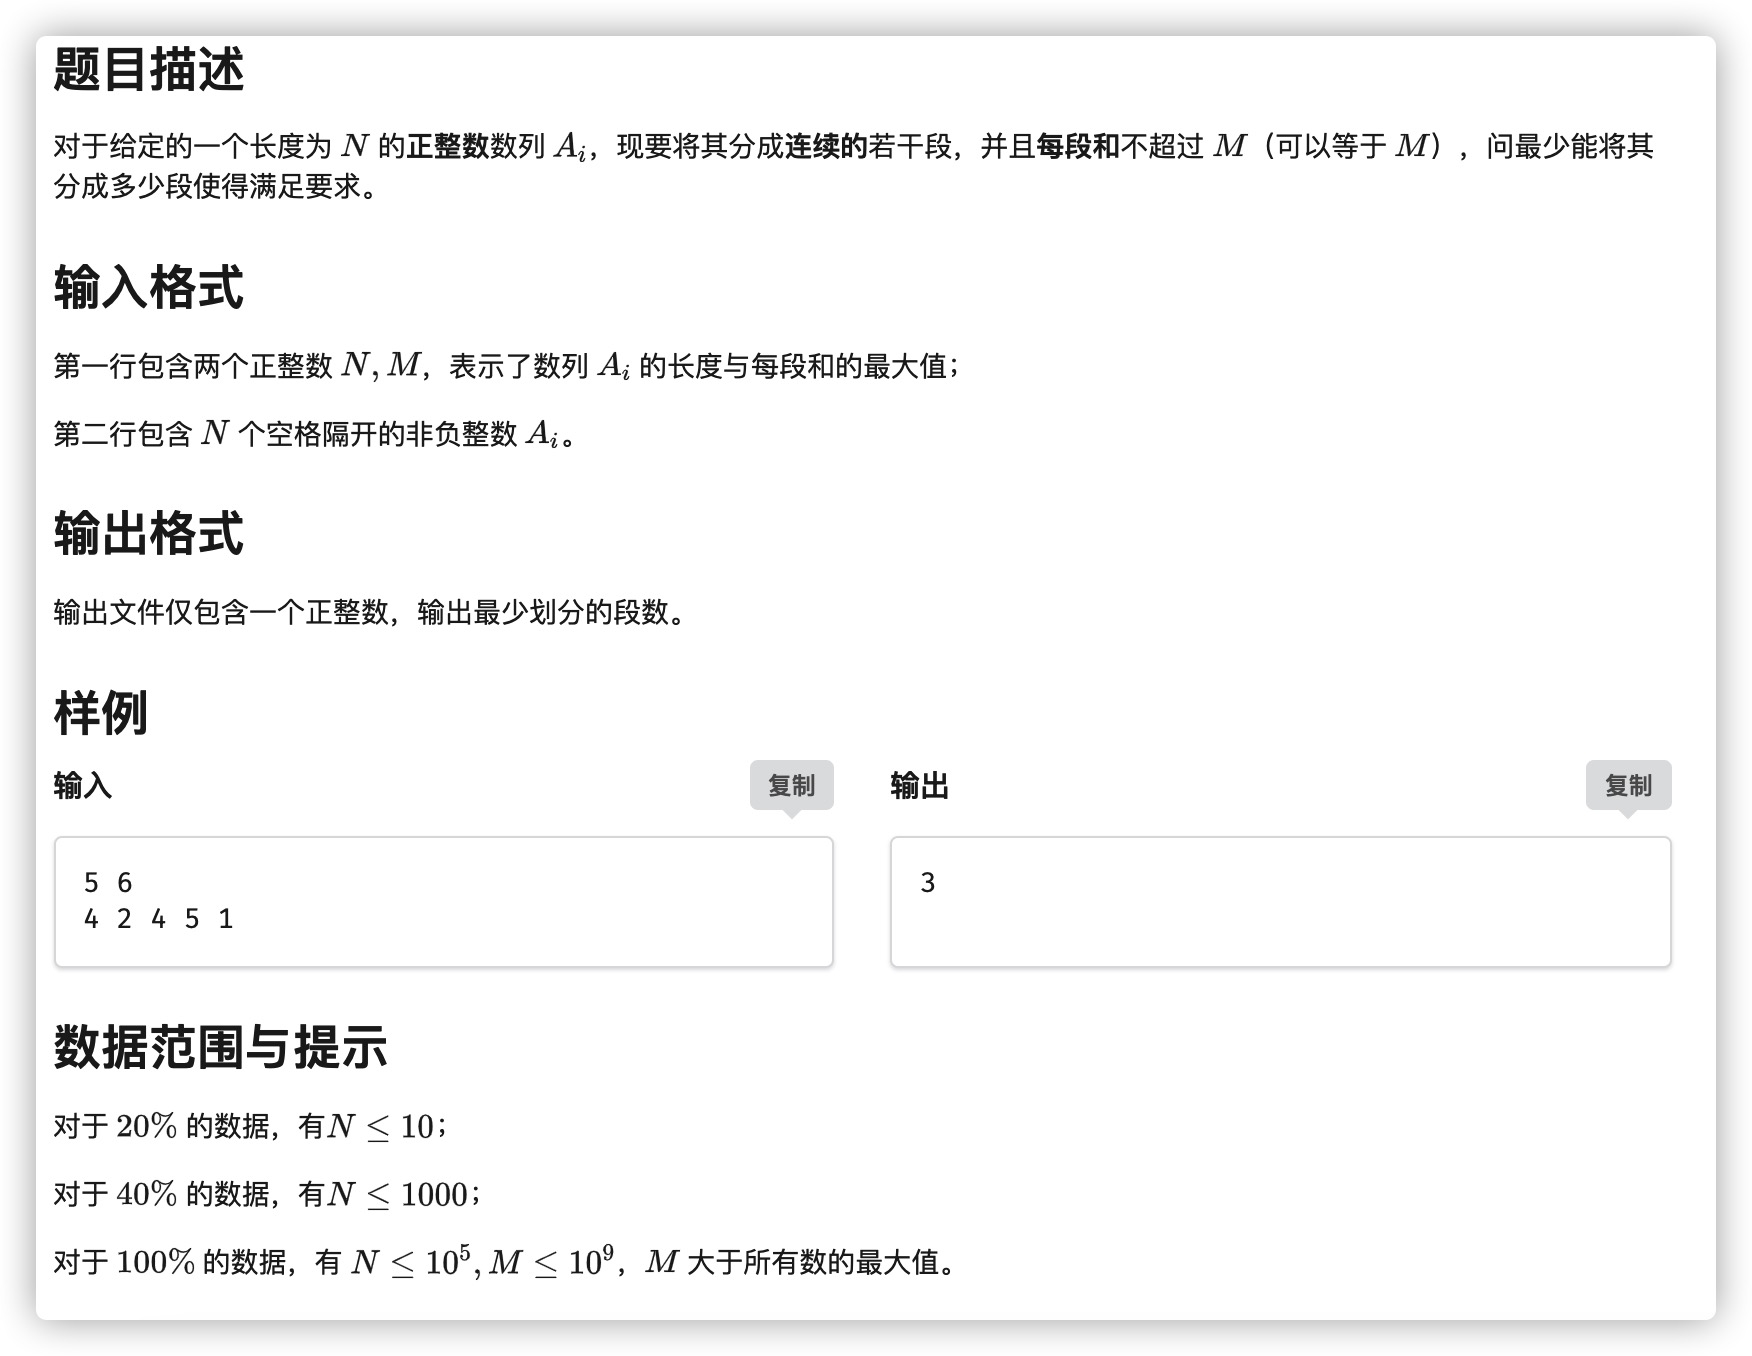 题目描述
对于给定的一个长度为 N 的正整数数列 A_i，现要将其分成连续的若干段，并且每段和不超过 M（可以等于 M），问最少能将其
分成多少段使得满足要求。
输入格式
第一行包含两个正整数 N, M，表示了数列 A_i 的长度与每段和的最大值；
第二行包含 N 个空格隔开的非负整数 A_i。
输出格式
输出文件仅包含一个正整数，输出最少划分的段数。
样例
输入 复制
5 6
4 2 4 5 1
输出 复制
3
数据范围与提示
对于 20% 的数据，有N ≤ 10；
对于 40% 的数据，有N ≤ 1000；
对于 100% 的数据，有 N ≤ 10^5, M ≤ 10^9，M 大于所有数的最大值。